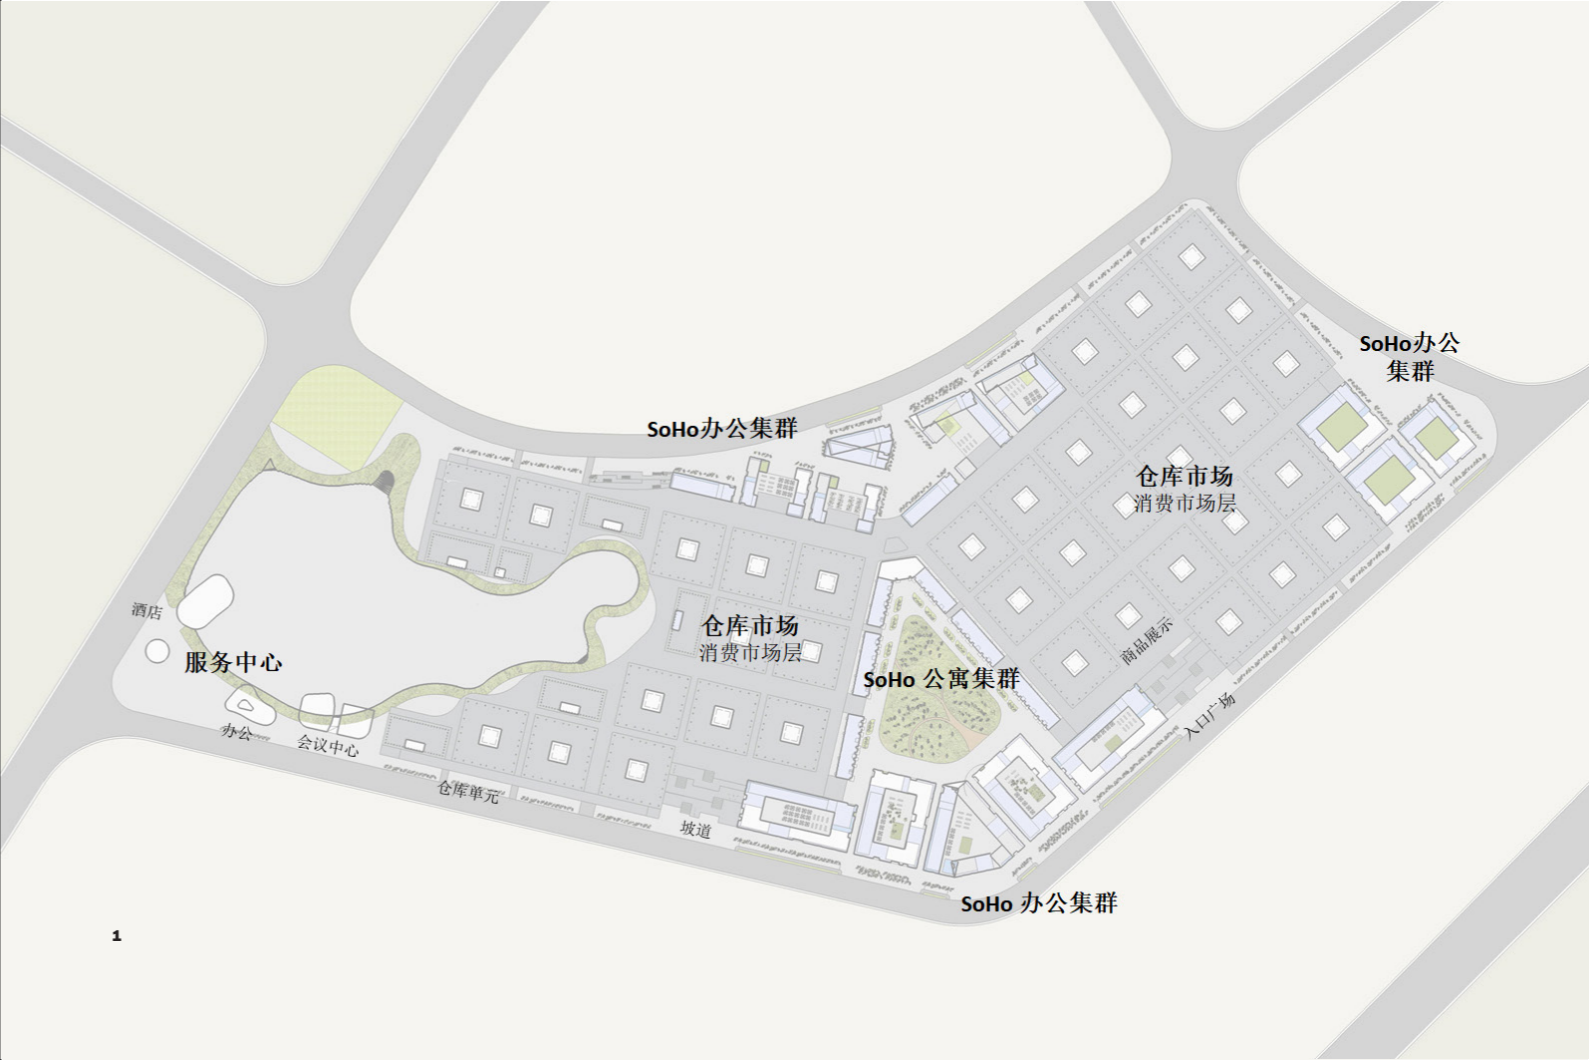 SoHo办公
集群
SoHo办公集群
仓库市场
消费市场层
酒店
仓库市场
消费市场层
商品展示
服务中心
SoHo 公寓集群
入口广场
办公
会议中心
仓库单元
坡道
SoHo 办公集群
1